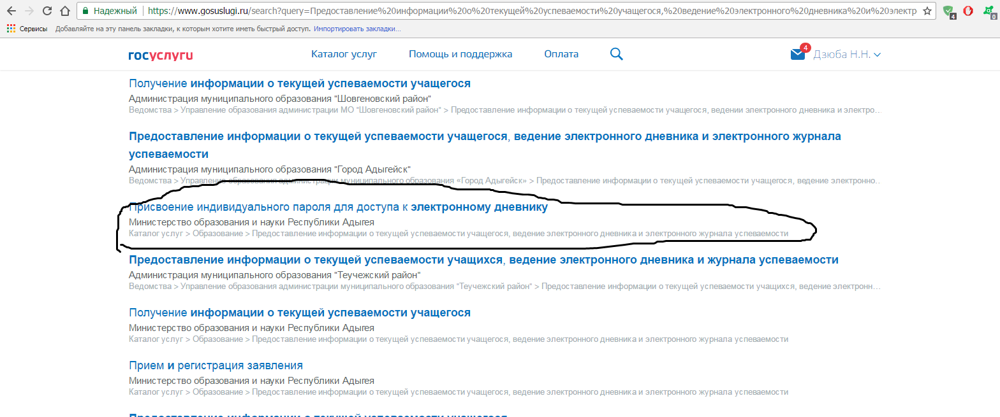 Надежный https://www.gosuslugi.ru/search?query=Предоставление%20информации%20о%20текущей%20успеваемости%20учащегося,%20ведение%20электронного%20дневника%20и%20электр
4
0
Сервисы Добавляйте на эту панель закладки, к которым хотите иметь быстрый доступ. Импортировать закладки...
госуслуги Каталог услуг Помощь и поддержка Оплата 4 Дзюба Н.Н.
Получение информации о текущей успеваемости учащегося
Администрация муниципального образования "Шовгеновский район"
Ведомства > Управление образования администрации МО "Шовгеновский район" > Предоставление информации о текущей успеваемости учащегося, ведении электронного дневника и электро...
Предоставление информации о текущей успеваемости учащегося, ведение электронного дневника и электронного журнала
успеваемости
Администрация муниципального образования "Город Адыгейск"
Ведомства > Управление образования администрации муниципального образования «Город Адыгейск» > Предоставление информации о текущей успеваемости учащегося, ведение электронно...
Присвоение индивидуального пароля для доступа к электронному дневнику
Министерство образования и науки Республики Адыгея
Каталог услуг > Образование > Предоставление информации о текущей успеваемости учащегося, ведение электронного дневника и электронного журнала успеваемости
Предоставление информации о текущей успеваемости учащихся, ведение электронного дневника и журнала успеваемости
Администрация муниципального образования "Теучежский район"
Ведомства > Управление образования администрации муниципального образования "Теучежский район" > Предоставление информации о текущей успеваемости учащихся, ведение электронн...
Получение информации о текущей успеваемости учащегося
Министерство образования и науки Республики Адыгея
Каталог услуг > Образование > Предоставление информации о текущей успеваемости учащегося, ведение электронного дневника и электронного журнала успеваемости
Прием и регистрация заявления
Министерство образования и науки Республики Адыгея
Каталог услуг > Образование > Предоставление информации о текущей успеваемости учащегося, ведение электронного дневника и электронного журнала успеваемости
Предоставление информации о текущей успеваемости учащегося